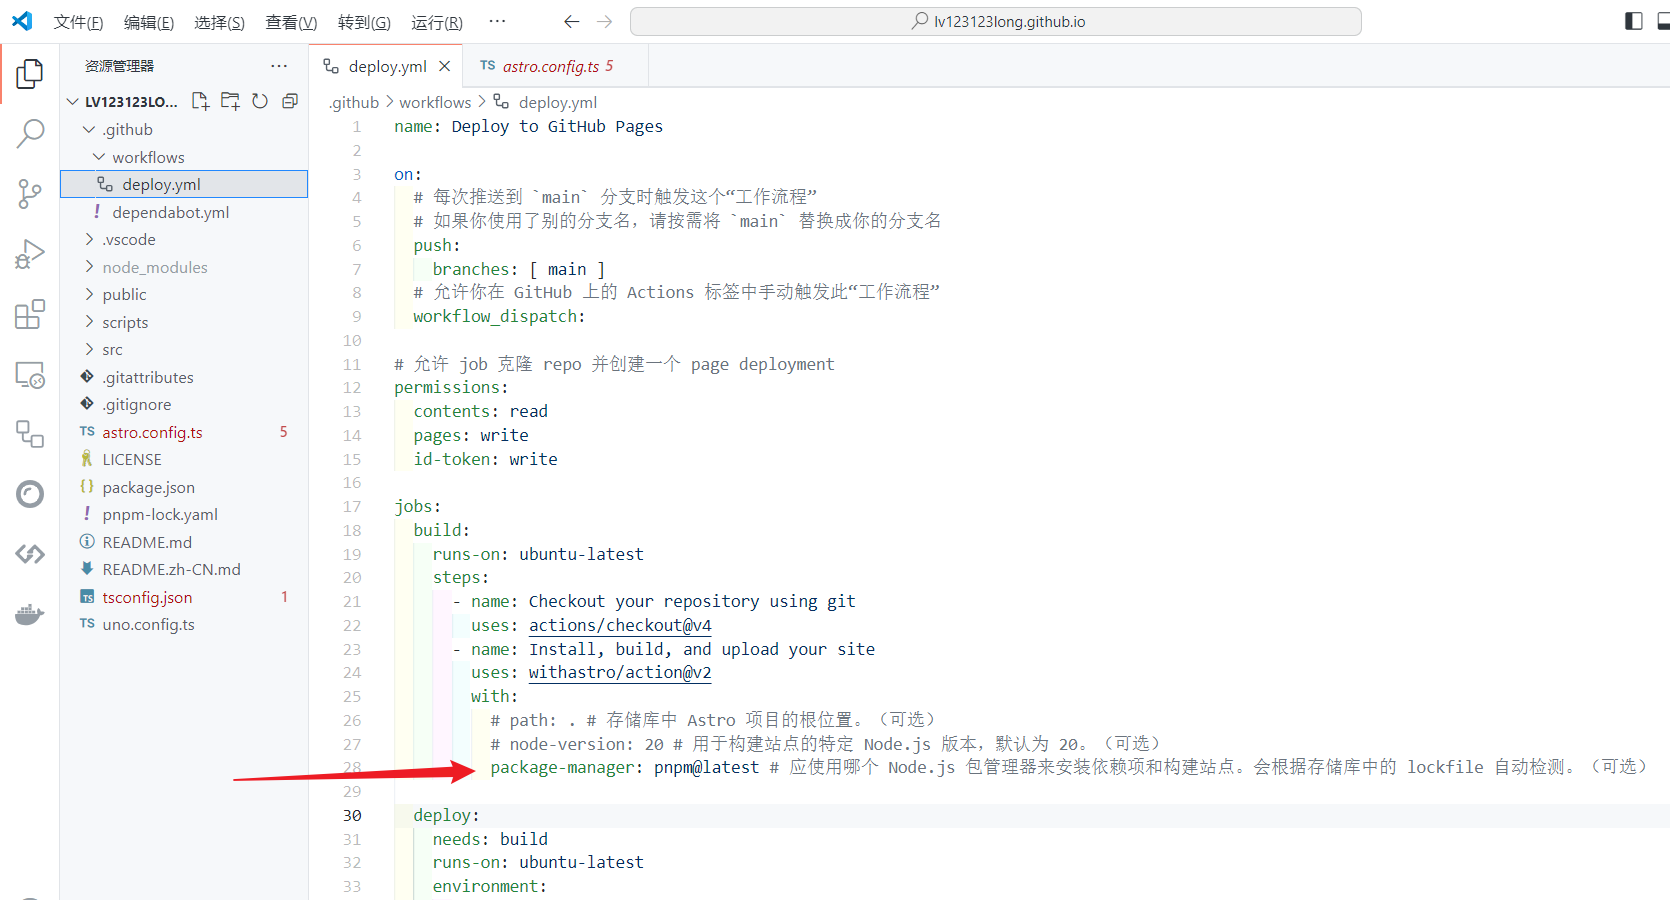 文件(F) 编辑(E) 选择(S) 查看(V) 转到(G) 运行(R) ··· lv123123long.github.io
资源管理器 ···
LV123123LO...
.github
workflows
deploy.yml
dependabot.yml
.vscode
node_modules
public
scripts
src
.gitattributes
.gitignore
TS astro.config.ts 5
LICENSE
{} package.json
! pnpm-lock.yaml
README.md
README.zh-CN.md
TS tsconfig.json 1
TS uno.config.ts
deploy.yml
TS astro.config.ts 5
.github > workflows > deploy.yml
1 name: Deploy to GitHub Pages
2
3 on:
4 # 每次推送到 `main` 分支时触发这个“工作流程”
5 # 如果你使用了别的分支名，请按需将 `main` 替换成你的分支名
6 push:
7 branches: [ main ]
8 # 允许你在 GitHub 上的 Actions 标签中手动触发此“工作流程”
9 workflow_dispatch:
10
11 # 允许 job 克隆 repo 并创建一个 page deployment
12 permissions:
13 contents: read
14 pages: write
15 id-token: write
16
17 jobs:
18 build:
19 runs-on: ubuntu-latest
20 steps:
21 - name: Checkout your repository using git
22 uses: actions/checkout@v4
23 - name: Install, build, and upload your site
24 uses: withastro/action@v2
25 with:
26 # path: . # 存储库中 Astro 项目的根位置。（可选）
27 # node-version: 20 # 用于构建站点的特定 Node.js 版本，默认为 20。（可选）
28 package-manager: pnpm@latest # 应使用哪个 Node.js 包管理器来安装依赖项和构建站点。会根据存储库中的 lockfile 自动检测。（可选）
29
30 deploy:
31 needs: build
32 runs-on: ubuntu-latest
33 environment: